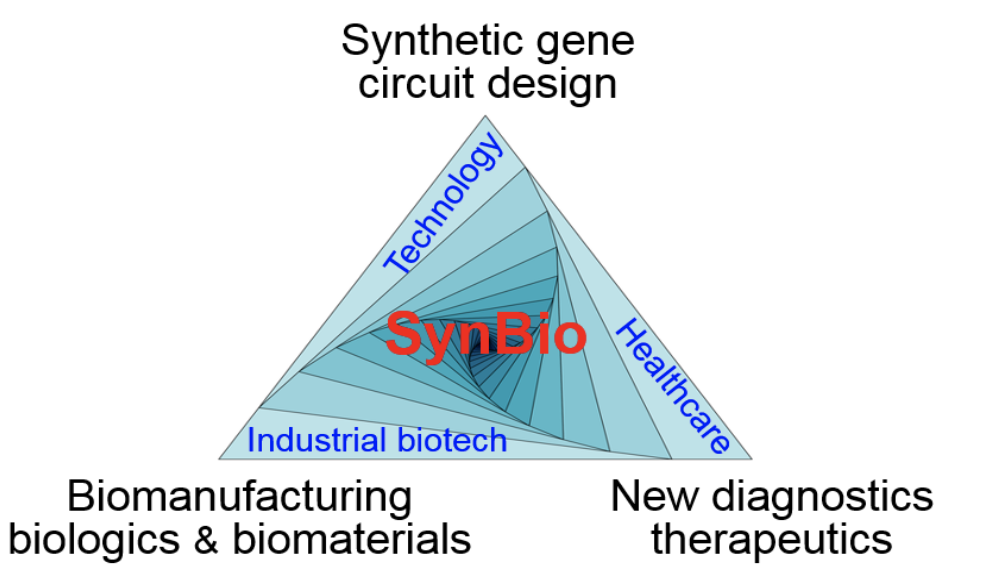 Synthetic gene
circuit design
Technology
SynBio
Healthcare
Industrial biotech
Biomanufacturing
biologics & biomaterials
New diagnostics
therapeutics